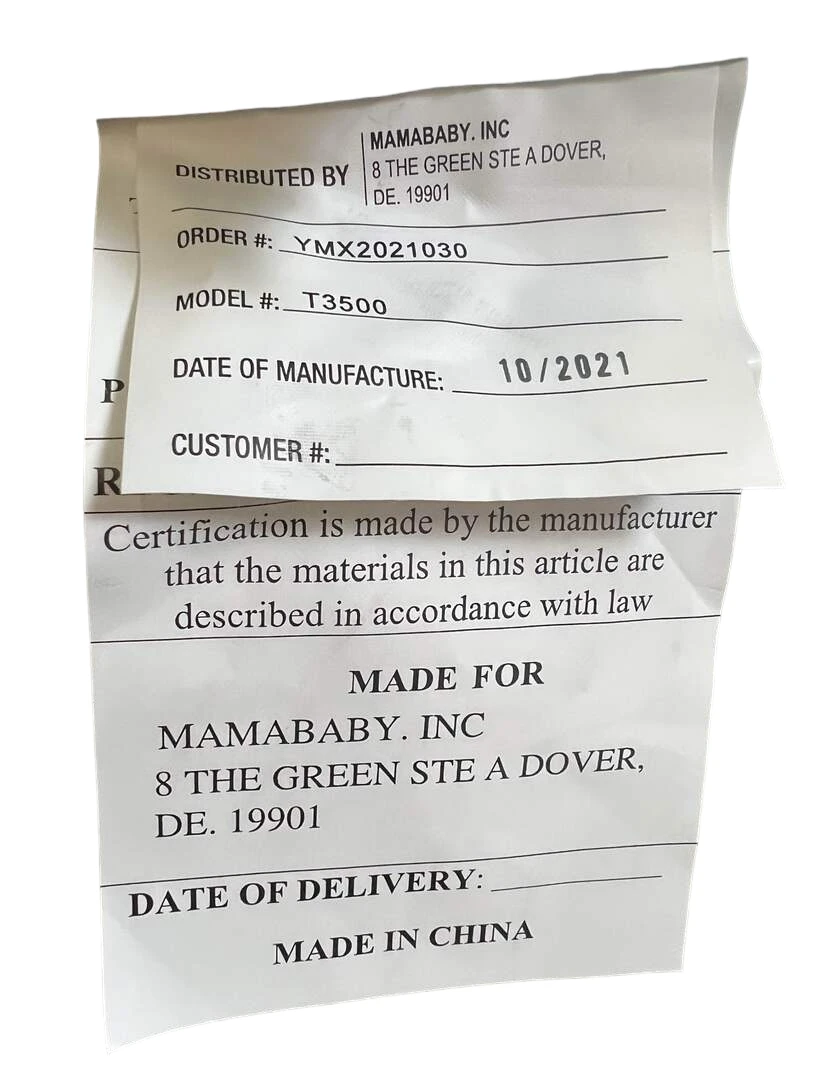 DISTRIBUTED BY
MAMABABY. INC
8 THE GREEN STE A DOVER,
DE. 19901
ORDER #: YMX2021030
MODEL #: T3500
DATE OF MANUFACTURE: 10/2021
CUSTOMER #:
P
R
Certification is made by the manufacturer
that the materials in this article are
described in accordance with law
MADE FOR
MAMABABY. INC
8 THE GREEN STE A DOVER,
DE. 19901
DATE OF DELIVERY:
MADE IN CHINA